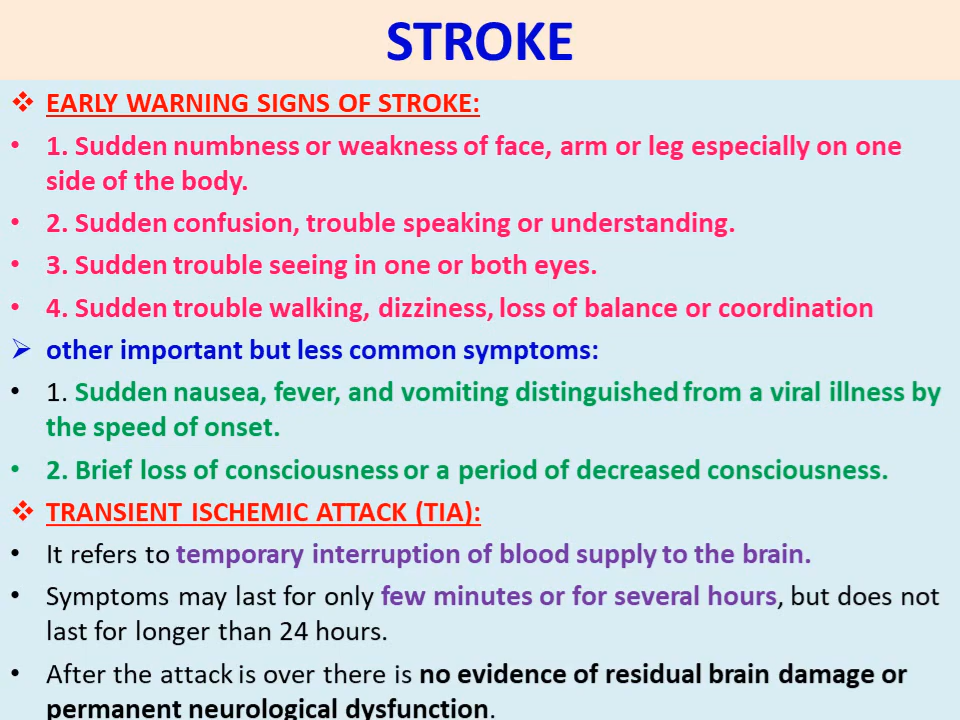 STROKE
❖ EARLY WARNING SIGNS OF STROKE:
• 1. Sudden numbness or weakness of face, arm or leg especially on one
side of the body.
• 2. Sudden confusion, trouble speaking or understanding.
• 3. Sudden trouble seeing in one or both eyes.
• 4. Sudden trouble walking, dizziness, loss of balance or coordination
➢ other important but less common symptoms:
• 1. Sudden nausea, fever, and vomiting distinguished from a viral illness by
the speed of onset.
• 2. Brief loss of consciousness or a period of decreased consciousness.
❖ TRANSIENT ISCHEMIC ATTACK (TIA):
• It refers to temporary interruption of blood supply to the brain.
• Symptoms may last for only few minutes or for several hours, but does not
last for longer than 24 hours.
• After the attack is over there is no evidence of residual brain damage or
permanent neurological dysfunction.